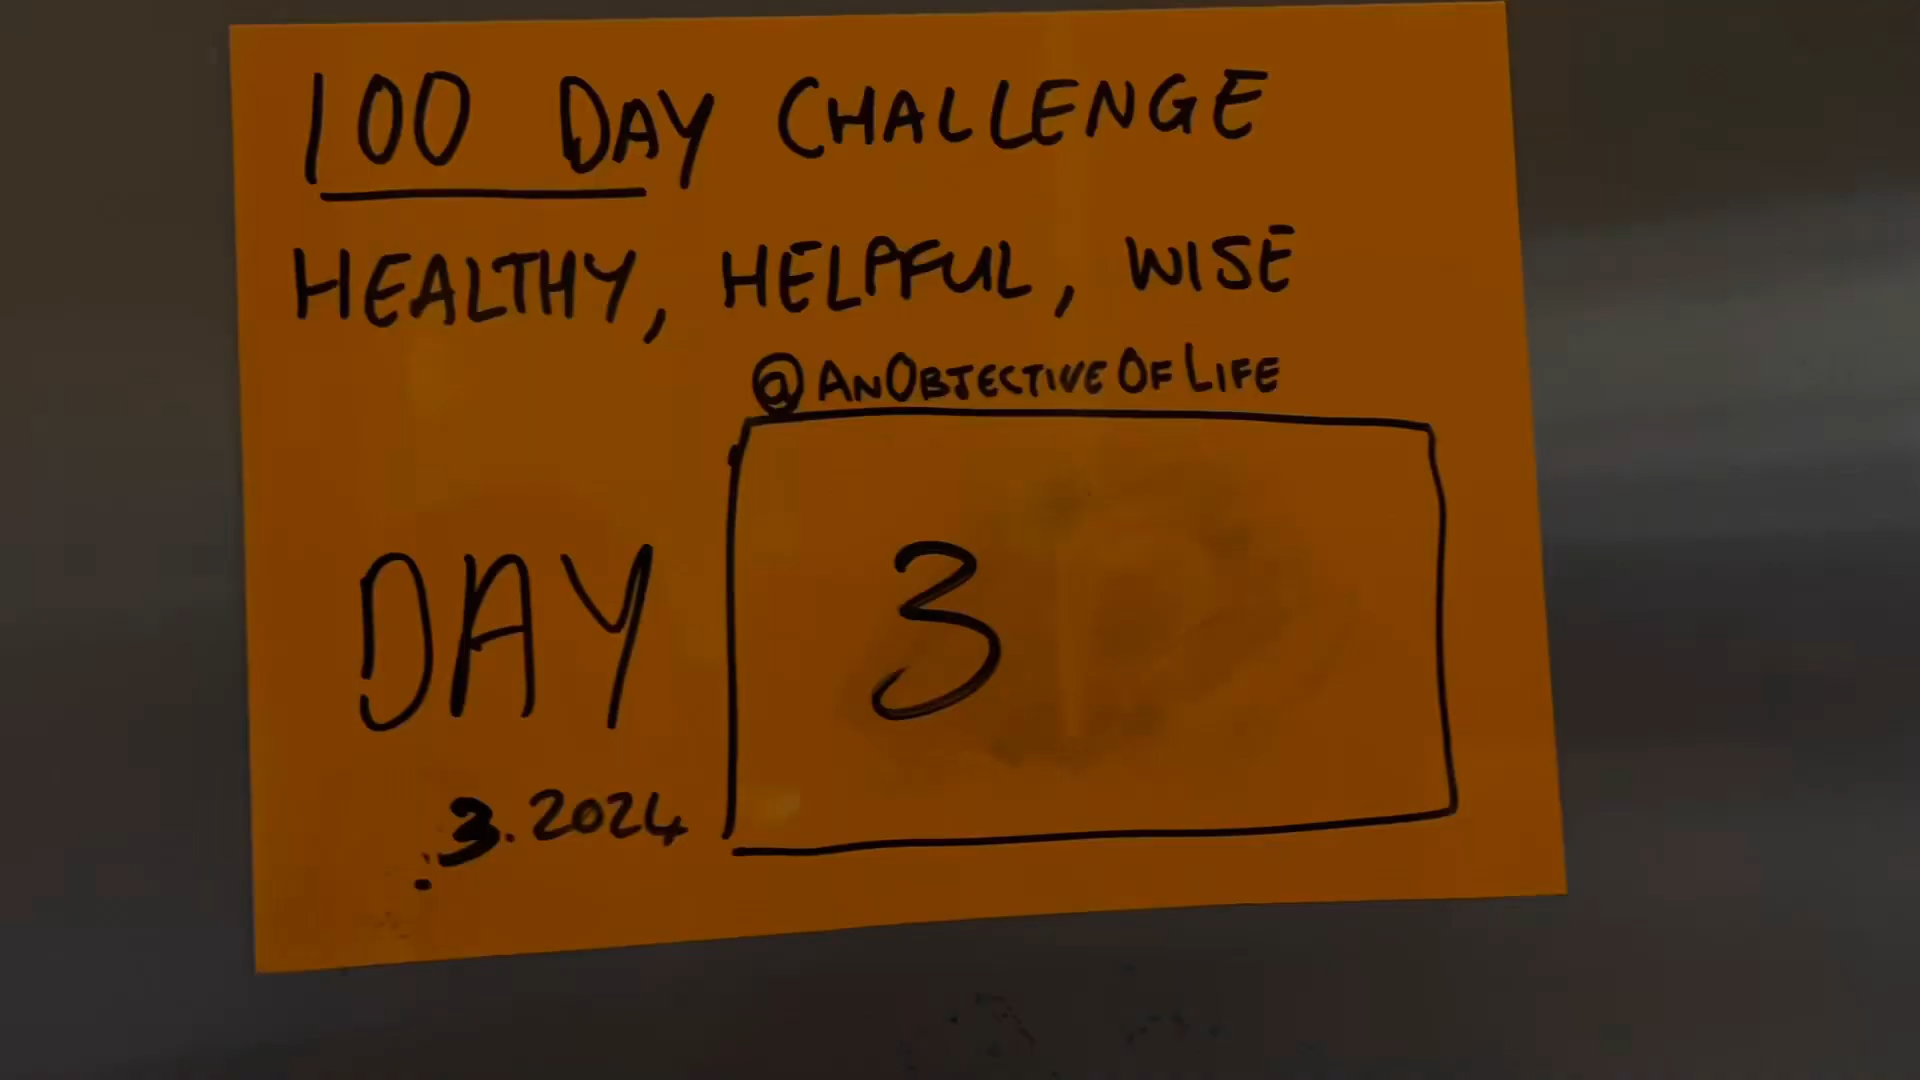 100 DAY CHALLENGE
HEALTHY, HELPFUL, WISE
@ANOBJECTIVEOFLIFE
DAY 3
.3.2024